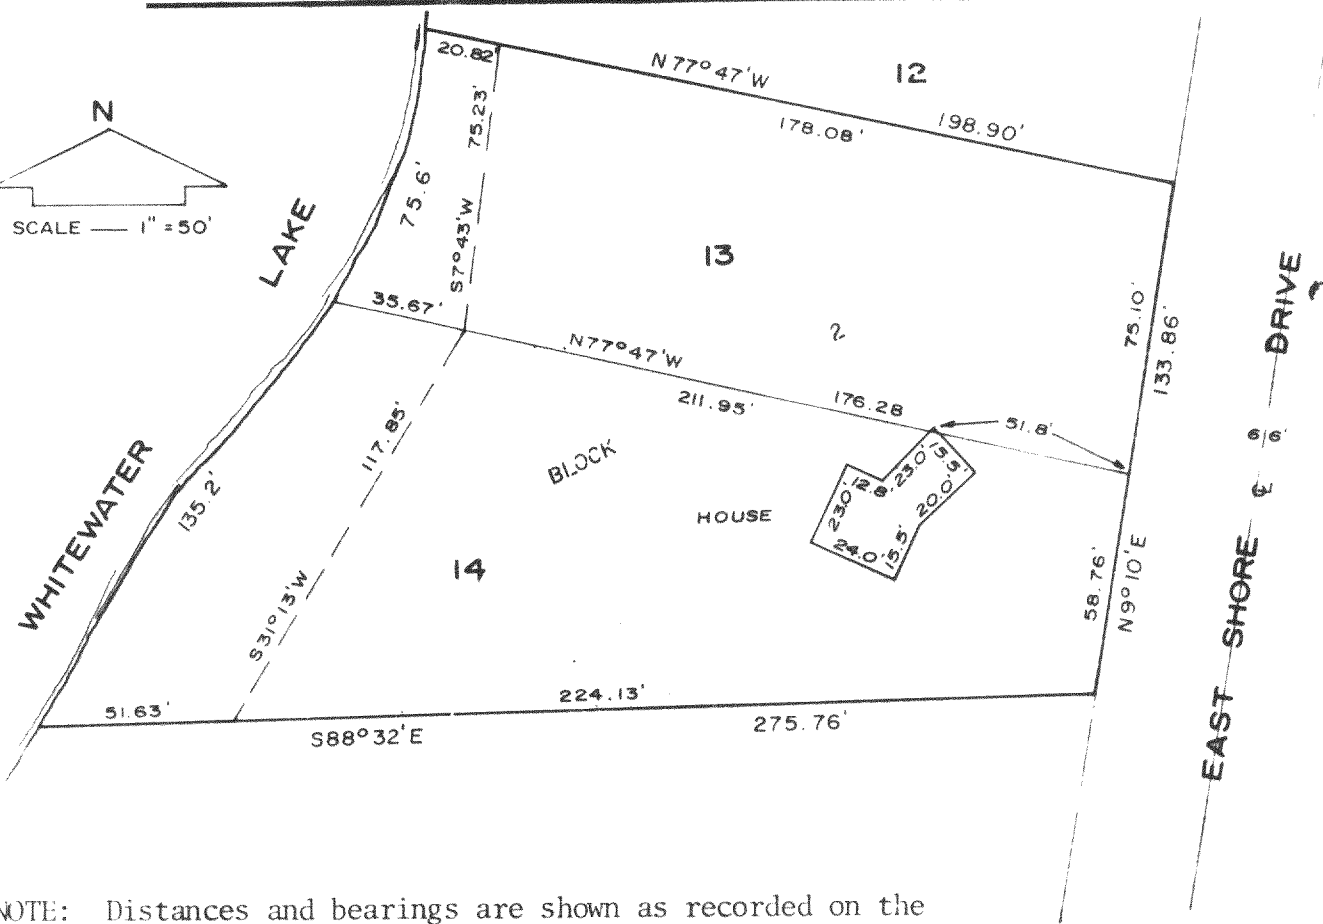 20.82
N 77° 47' W
12
178.08'
198.90'
N
SCALE — 1" = 50'
75.23'
S7° 43' W
75.6'
LAKE
13
35.67'
2
N77° 47' W
211.95'
176.28
51.8'
75.10'
133.86'
DRIVE
66'
℄
117.85'
BLOCK
HOUSE
23.0'
12.8'
23.0'
15.5'
20.0'
15.5'
24.0'
WHITEWATER
135.2'
14
S31° 13' W
58.76'
N9° 10' E
EAST SHORE
51.63'
224.13'
S88° 32' E
275.76'
NOTE: Distances and bearings are shown as recorded on the